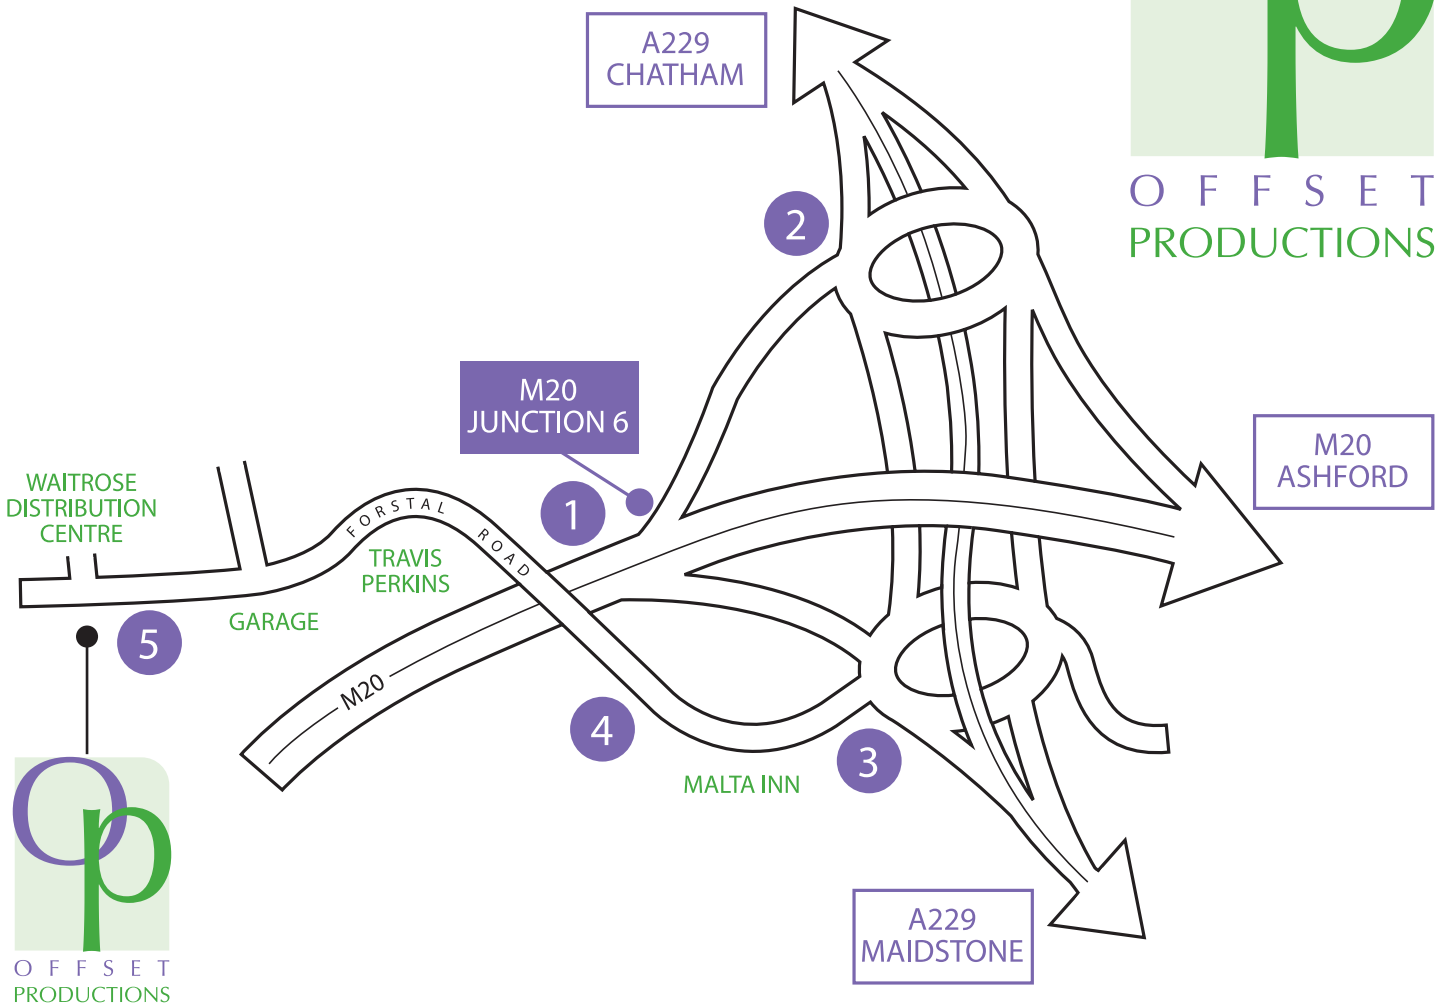 A229
CHATHAM
OFFSET
PRODUCTIONS
2
M20
JUNCTION 6
M20
ASHFORD
WAITROSE
DISTRIBUTION
CENTRE
1
FORSTAL ROAD
TRAVIS
PERKINS
GARAGE
5
M20
4
3
MALTA INN
A229
MAIDSTONE
Op
OFFSET
PRODUCTIONS